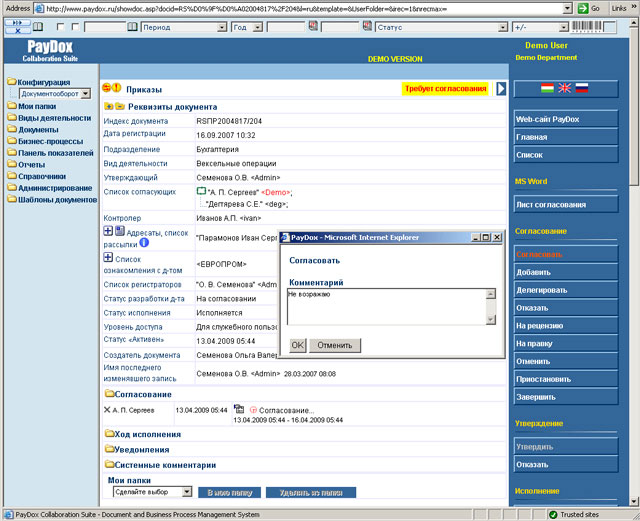 Address
http://www.paydox.ru/showdoc.asp?docid=RS%D0%9F%D0%A02004817%2F204&l=ru&template=&UserFolder=&irec=1&nrecmax=
Go
Links »
Период
Год
Статус
+/-
PayDox
Collaboration Suite
DEMO VERSION
Demo User
Demo Department
Конфигурация
Документооборот
Мои папки
Виды деятельности
Документы
Бизнес-процессы
Панель показателей
Отчеты
Справочники
Администрирование
Шаблоны документов
Приказы
Требует согласования
Реквизиты документа
Индекс документа
RSПР2004817/204
Дата регистрации
16.09.2007 10:32
Подразделение
Бухгалтерия
Вид деятельности
Вексельные операции
Утверждающий
Семенова О.В. <Admin>
Список согласующих
"А. П. Сергеев" <Demo>;
"Дегтярева С.Е." <deg>;
Контролер
Иванов А.П. <ivan>
Адресаты, список рассылки
"Парамонов Иван Серг
Список ознакомления с д-том
<ЕВРОПРОМ>
Список регистраторов
"О. В. Семенова" <Adm
Статус разработки д-та
На согласовании
Статус исполнения
Исполняется
Уровень доступа
Для служебного польз
Статус «Активен»
13.04.2009 05:44
Создатель документа
Семенова Ольга Валер
Имя последнего изменявшего запись
Семенова О.В. <Admin> 28.03.2007 08:08
PayDox - Microsoft Internet Explorer
Согласовать
Комментарий
Не возражаю
OK
Отменить
Согласование
А. П. Сергеев
13.04.2009 05:44
Согласование...
13.04.2009 05:44 - 16.04.2009 05:44
Ход исполнения
Уведомления
Системные комментарии
Мои папки
Сделайте выбор
В мою папку
Удалить из папки
Web-сайт PayDox
Главная
Список
MS Word
Лист согласования
Согласование
Согласовать
Добавить
Делегировать
Отказать
На рецензию
На правку
Отменить
Приостановить
Завершить
Утверждение
Утвердить
Отказать
Исполнение
PayDox Collaboration Suite - Document and Business Process Management System
Trusted sites